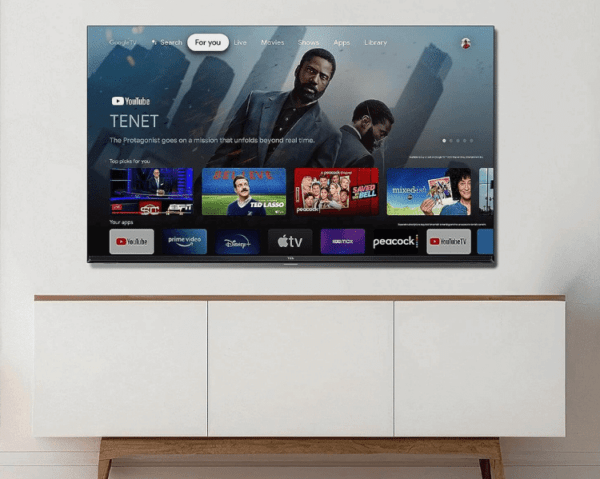 Google TV
Search
For you
Live
Movies
Shows
Apps
Library
YouTube
TENET
The Protagonist goes on a mission that unfolds beyond real time.
Top picks for you
ESPN
TED LASSO
peacock
SAVED
BELL
mixed-ish
Your apps
YouTube
prime video
Disney+
tv
HBO max
peacock
YouTube TV
TCL